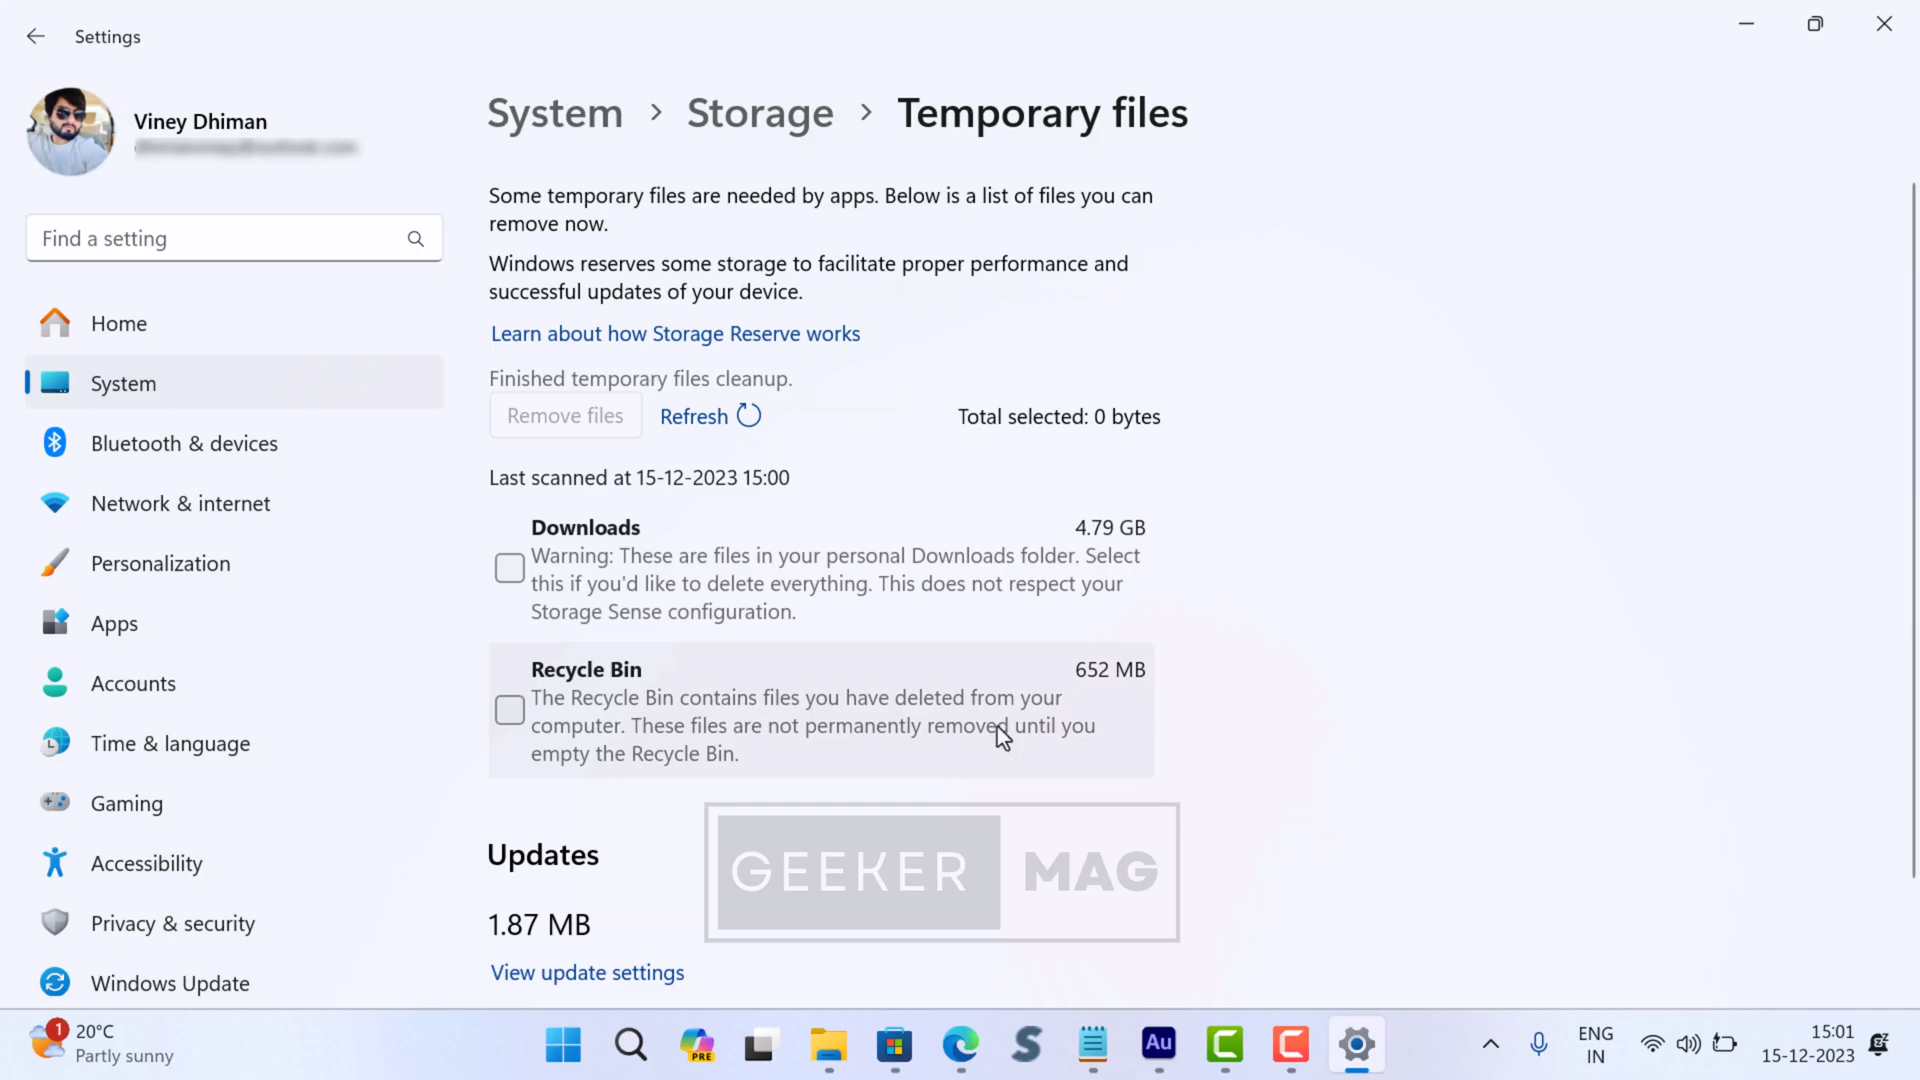 Settings
Viney Dhiman
Find a setting
Home
System
Bluetooth & devices
Network & internet
Personalization
Apps
Accounts
Time & language
Gaming
Accessibility
Privacy & security
Windows Update
System > Storage > Temporary files
Some temporary files are needed by apps. Below is a list of files you can
remove now.
Windows reserves some storage to facilitate proper performance and
successful updates of your device.
Learn about how Storage Reserve works
Finished temporary files cleanup.
Remove files Refresh Total selected: 0 bytes
Last scanned at 15-12-2023 15:00
Downloads 4.79 GB
Warning: These are files in your personal Downloads folder. Select
this if you'd like to delete everything. This does not respect your
Storage Sense configuration.
Recycle Bin 652 MB
The Recycle Bin contains files you have deleted from your
computer. These files are not permanently removed until you
empty the Recycle Bin.
GEEKER MAG
Updates
1.87 MB
View update settings
1
20°C
Partly sunny
PRE
S
Au
ENG
IN
15:01
15-12-2023